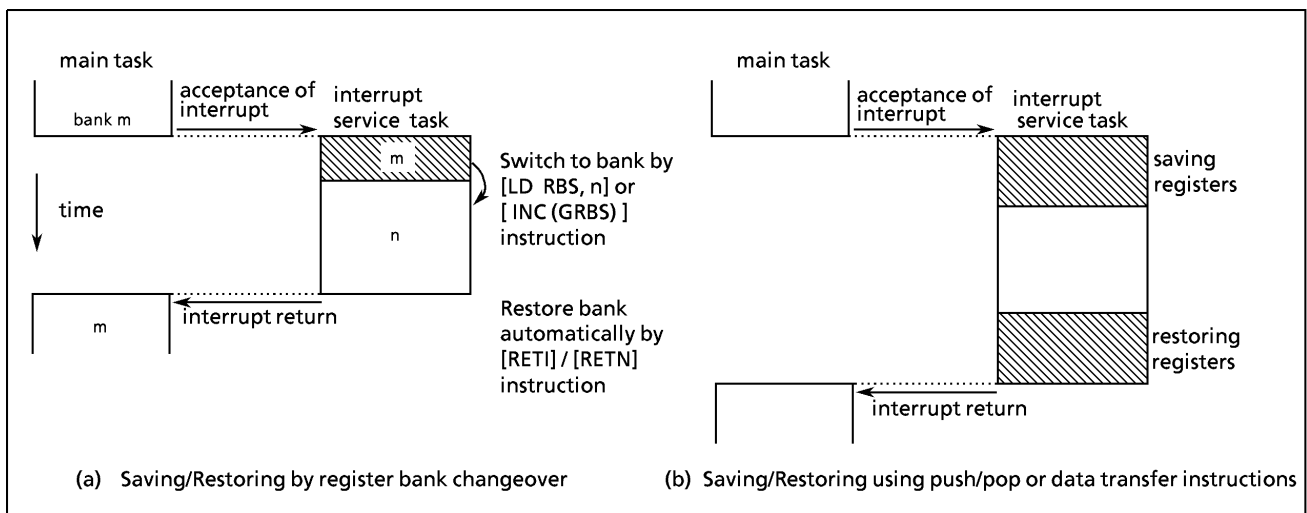 main task
acceptance of
interrupt
interrupt
service task
bank m
m
Switch to bank by
[LD RBS, n] or
[ INC (GRBS) ]
instruction
time
n
m
interrupt return
Restore bank
automatically by
[RETI] / [RETN]
instruction
(a) Saving/Restoring by register bank changeover
main task
acceptance of
interrupt
interrupt
service task
saving
registers
restoring
registers
interrupt return
(b) Saving/Restoring using push/pop or data transfer instructions